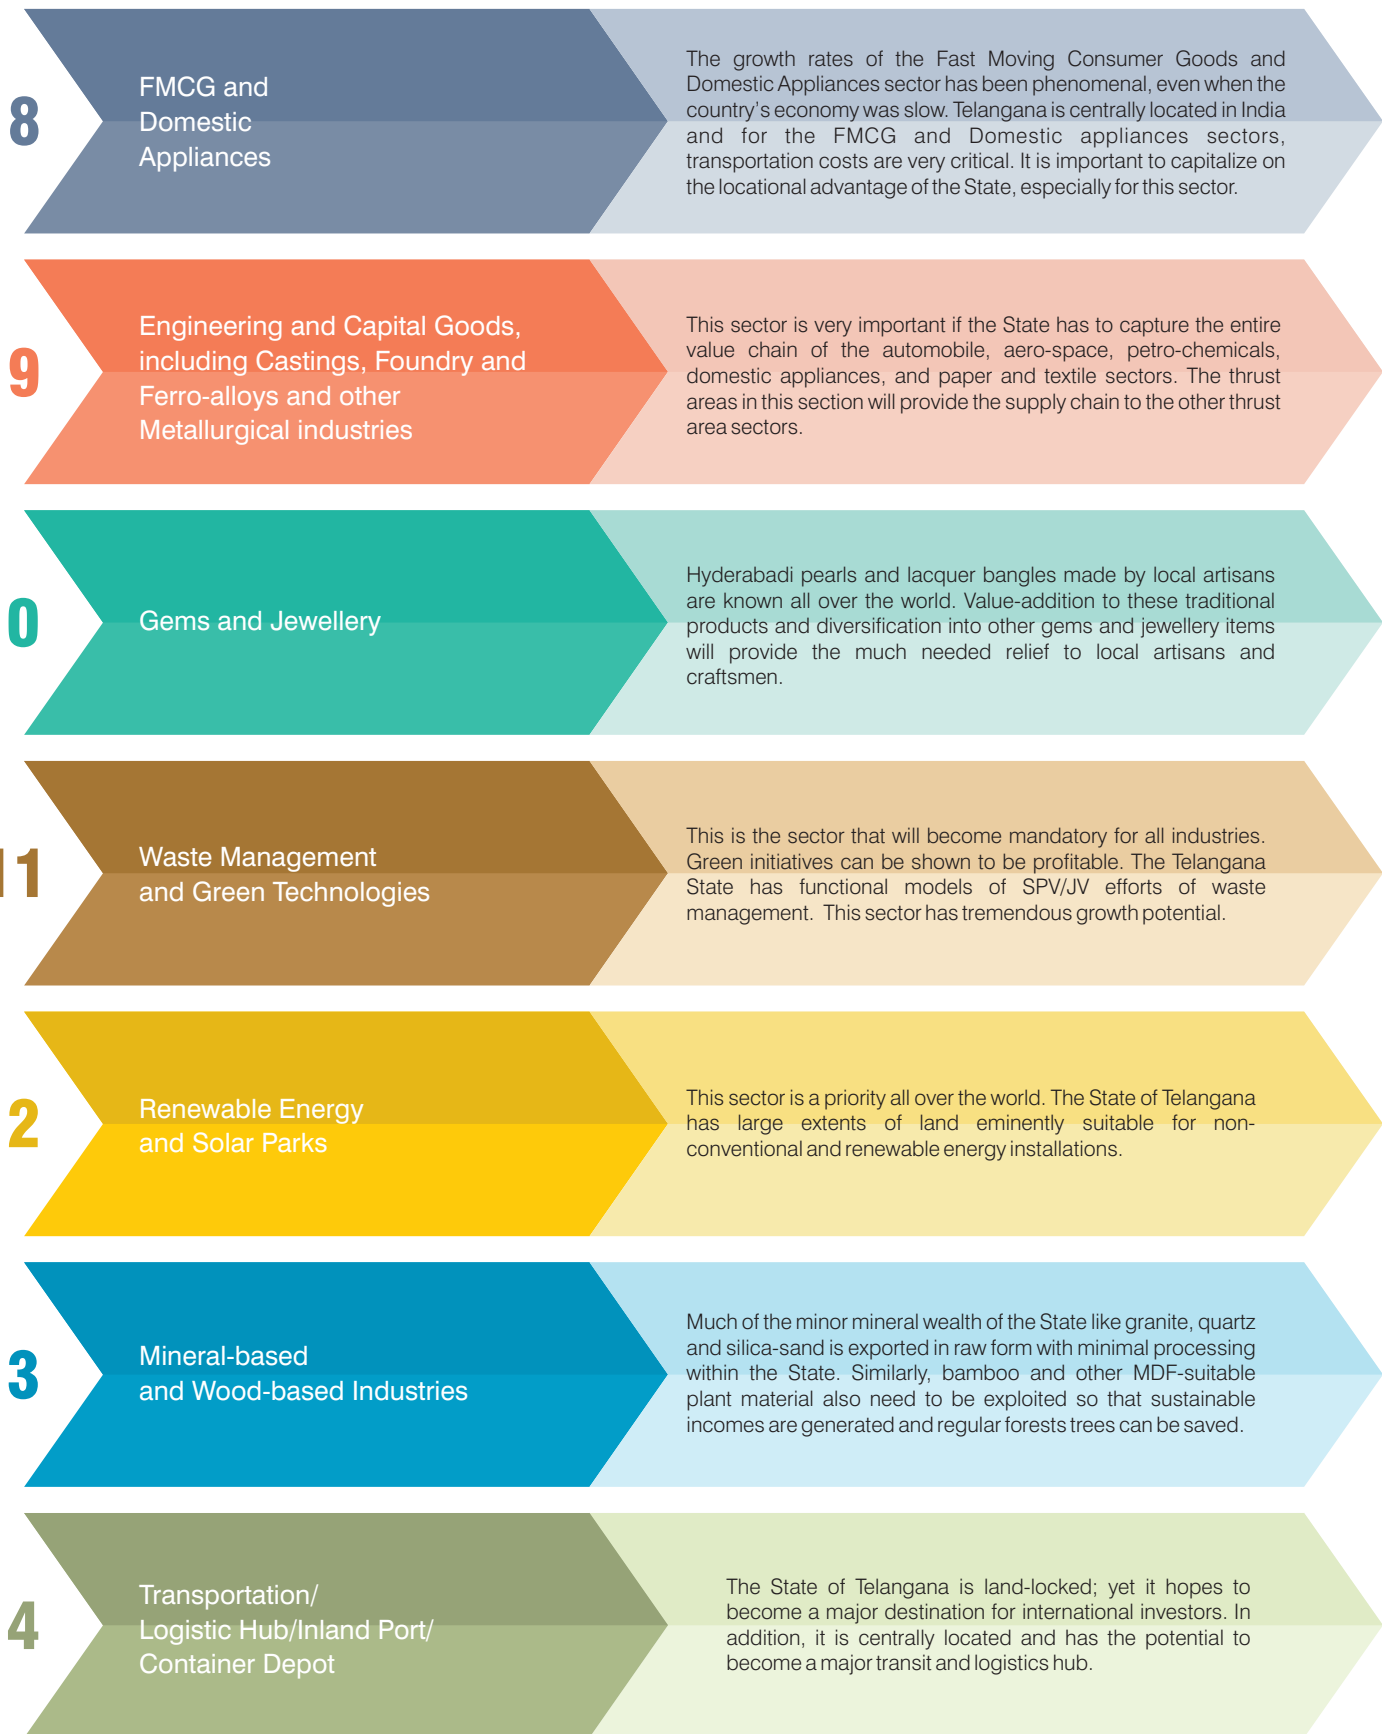 8
FMCG and
Domestic
Appliances
The growth rates of the Fast Moving Consumer Goods and
Domestic Appliances sector has been phenomenal, even when the
country's economy was slow. Telangana is centrally located in India
and for the FMCG and Domestic appliances sectors,
transportation costs are very critical. It is important to capitalize on
the locational advantage of the State, especially for this sector.
9
Engineering and Capital Goods,
including Castings, Foundry and
Ferro-alloys and other
Metallurgical industries
This sector is very important if the State has to capture the entire
value chain of the automobile, aero-space, petro-chemicals,
domestic appliances, and paper and textile sectors. The thrust
areas in this section will provide the supply chain to the other thrust
area sectors.
0
Gems and Jewellery
Hyderabadi pearls and lacquer bangles made by local artisans
are known all over the world. Value-addition to these traditional
products and diversification into other gems and jewellery items
will provide the much needed relief to local artisans and
craftsmen.
11
Waste Management
and Green Technologies
This is the sector that will become mandatory for all industries.
Green initiatives can be shown to be profitable. The Telangana
State has functional models of SPV/JV efforts of waste
management. This sector has tremendous growth potential.
2
Renewable Energy
and Solar Parks
This sector is a priority all over the world. The State of Telangana
has large extents of land eminently suitable for non-
conventional and renewable energy installations.
3
Mineral-based
and Wood-based Industries
Much of the minor mineral wealth of the State like granite, quartz
and silica-sand is exported in raw form with minimal processing
within the State. Similarly, bamboo and other MDF-suitable
plant material also need to be exploited so that sustainable
incomes are generated and regular forests trees can be saved.
4
Transportation/
Logistic Hub/Inland Port/
Container Depot
The State of Telangana is land-locked; yet it hopes to
become a major destination for international investors. In
addition, it is centrally located and has the potential to
become a major transit and logistics hub.